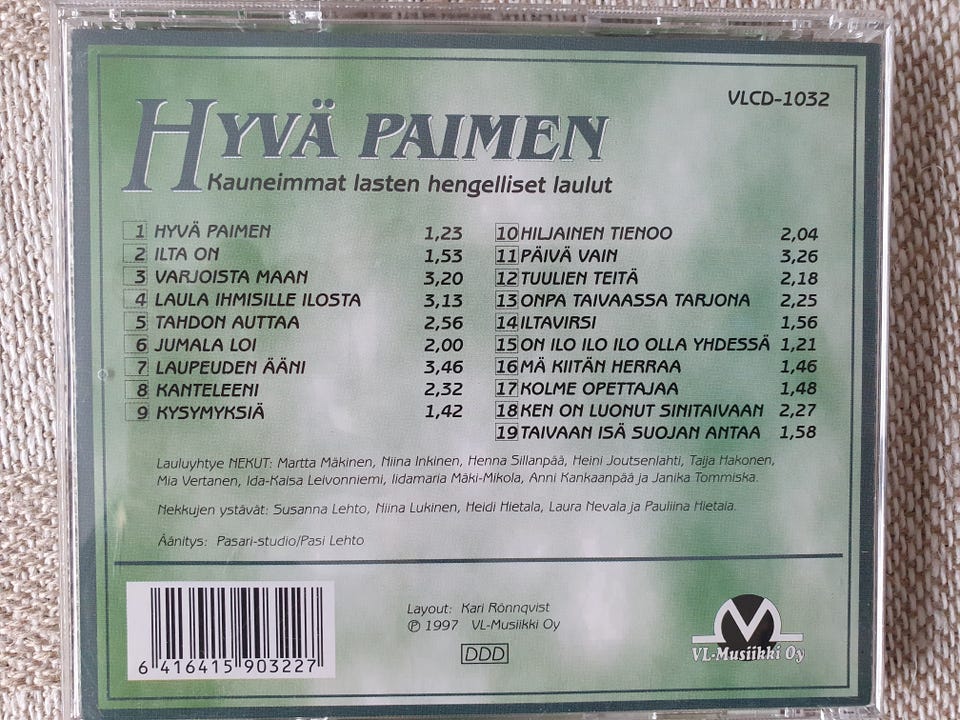 VLCD-1032
HYVÄ PAIMEN
Kauneimmat lasten hengelliset laulut
1 HYVÄ PAIMEN 1,23
2 ILTA ON 1,53
3 VARJOISTA MAAN 3,20
4 LAULA IHMISILLE ILOSTA 3,13
5 TAHDON AUTTAA 2,56
6 JUMALA LOI 2,00
7 LAUPEUDEN ÄÄNI 3,46
8 KANTELEENI 2,32
9 KYSYMYKSIÄ 1,42
10 HILJAINEN TIENOO 2,04
11 PÄIVÄ VAIN 3,26
12 TUULIEN TEITÄ 2,18
13 ONPA TAIVAASSA TARJONA 2,25
14 ILTAVIRSI 1,56
15 ON ILO ILO ILO OLLA YHDESSÄ 1,21
16 MÄ KIITÄN HERRAA 1,46
17 KOLME OPETTAJAA 1,48
18 KEN ON LUONUT SINITAIVAAN 2,27
19 TAIVAAN ISÄ SUOJAN ANTAA 1,58
Lauluyhtye NEKUT: Martta Mäkinen, Niina Inkinen, Henna Sillanpää, Heini Joutsenlahti, Taija Hakonen,
Mia Vertanen, Ida-Kaisa Leivonniemi, Iidamaria Mäki-Mikola, Anni Kankaanpää ja Janika Tommiska.
Nekkujen ystävät: Susanna Lehto, Niina Lukinen, Heidi Hietala, Laura Nevala ja Pauliina Hietala.
Äänitys: Pasari-studio/Pasi Lehto
Layout: Kari Rönnqvist
℗ 1997 VL-Musiikki Oy
DDD
6 416415 903227
VL-Musiikki Oy